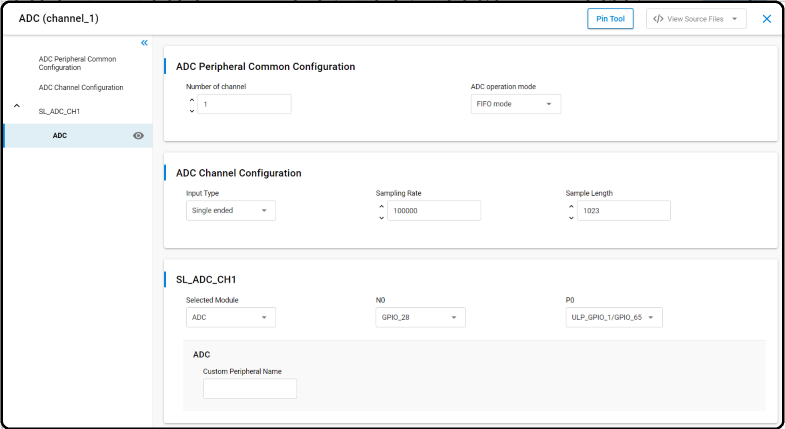 ADC (channel_1)
Pin Tool
</> View Source Files
ADC Peripheral Common
Configuration
ADC Channel Configuration
SL_ADC_CH1
ADC
ADC Peripheral Common Configuration
Number of channel
ADC operation mode
1
FIFO mode
ADC Channel Configuration
Input Type
Sampling Rate
Sample Length
Single ended
100000
1023
SL_ADC_CH1
Selected Module
N0
P0
ADC
GPIO_28
ULP_GPIO_1/GPIO_65
ADC
Custom Peripheral Name